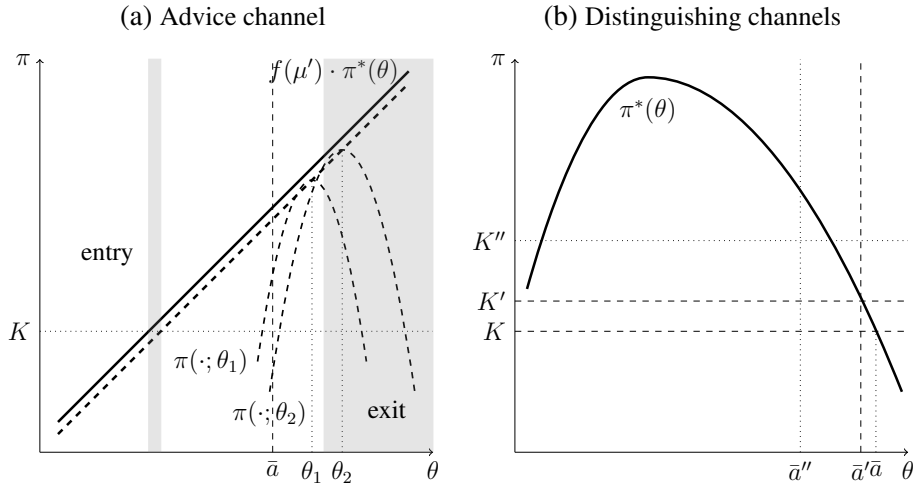 (a) Advice channel
π
f(μ′) · π*(θ)
entry
K
π(·; θ₁)
π(·; θ₂)
exit
ā
θ₁
θ₂
θ
(b) Distinguishing channels
π
π*(θ)
K″
K′
K
ā″
ā′
ā
θ